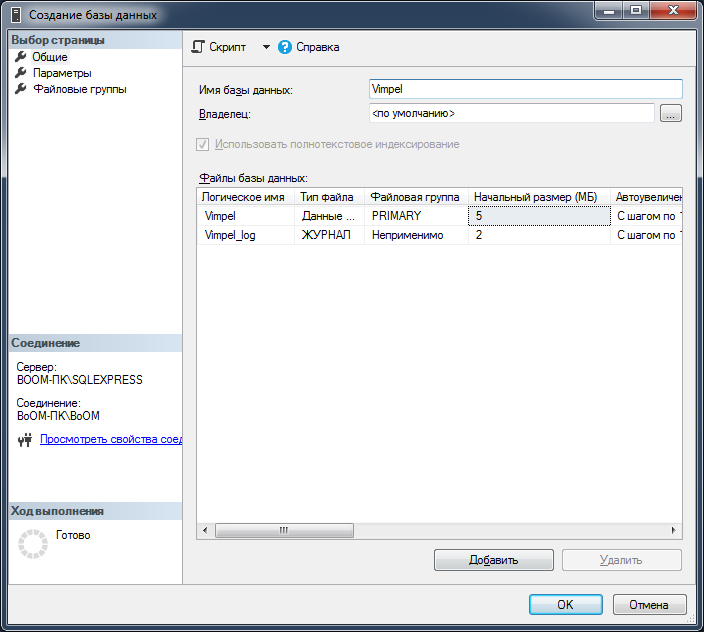 Создание базы данных
Выбор страницы
Общие
Параметры
Файловые группы
Скрипт
Справка
Имя базы данных: Vimpel
Владелец: <по умолчанию> ...
Использовать полнотекстовое индексирование
Файлы базы данных:
Логическое имя Тип файла Файловая группа Начальный размер (МБ) Автоувеличен
Vimpel Данные ... PRIMARY 5 С шагом по 1
Vimpel_log ЖУРНАЛ Неприменимо 2 С шагом по 1
Соединение
Сервер:
BOOM-ПК\SQLEXPRESS
Соединение:
BoOM-ПК\BoOM
Просмотреть свойства соед
Ход выполнения
Готово
Добавить Удалить
OK Отмена